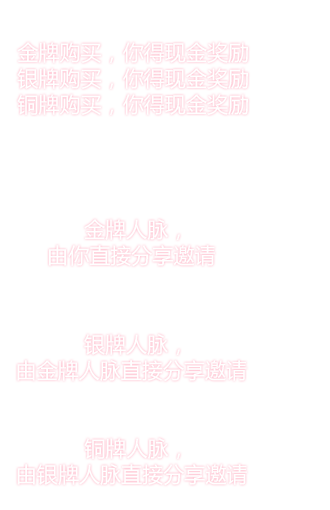 金牌购买，你得现金奖励
银牌购买，你得现金奖励
铜牌购买，你得现金奖励
金牌人脉，
由你直接分享邀请
银牌人脉，
由金牌人脉直接分享邀请
铜牌人脉，
由银牌人脉直接分享邀请